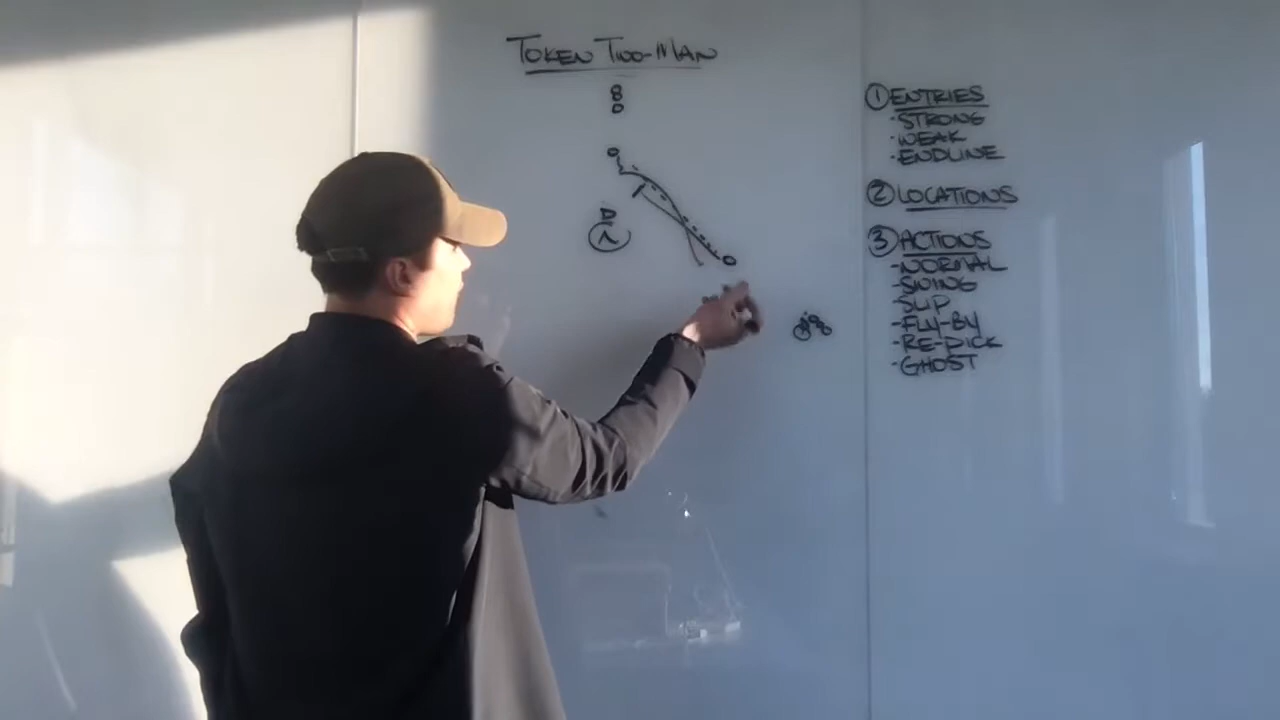 TOKEN TWO-MAN
D
① ENTRIES
-STRONG
-WEAK
-ENDLINE
② LOCATIONS
③ ACTIONS
-NORMAL
-SWING
-SLIP
-FLY-BY
-RE-PICK
-GHOST